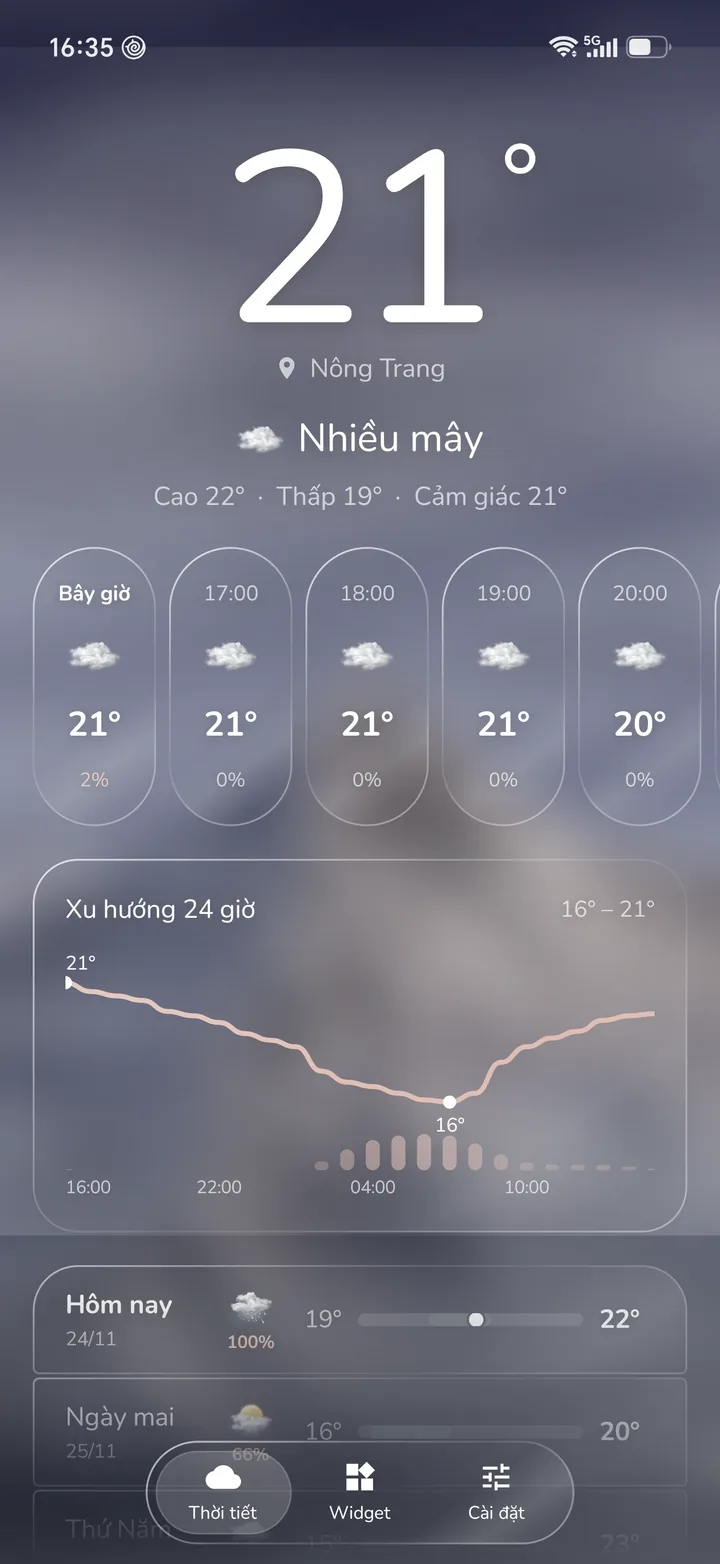 16:35
5G
21°
Nông Trang
Nhiều mây
Cao 22° · Thấp 19° · Cảm giác 21°
Bây giờ 17:00 18:00 19:00 20:00
21° 21° 21° 21° 20°
2% 0% 0% 0% 0%
Xu hướng 24 giờ 16° – 21°
21°
16°
16:00 22:00 04:00 10:00
Hôm nay 19° 22°
24/11 100%
Ngày mai 16° 20°
25/11 66%
Thứ Năm 15° 23°
Thời tiết Widget Cài đặt